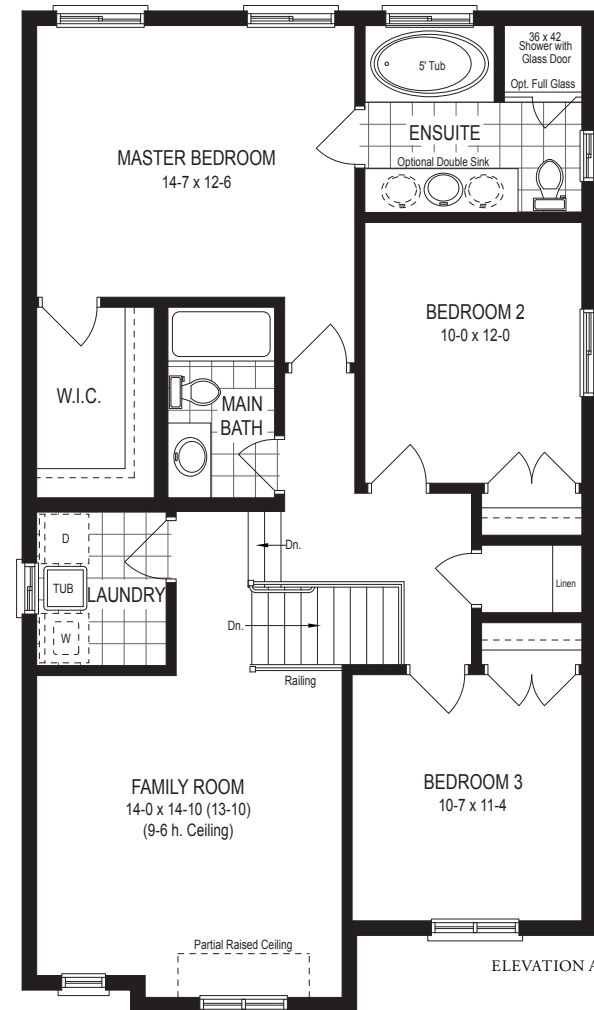 36 x 42
Shower with
Glass Door
5' Tub
Opt. Full Glass
ENSUITE
Optional Double Sink
MASTER BEDROOM
14-7 x 12-6
BEDROOM 2
10-0 x 12-0
W.I.C.
MAIN
BATH
D
TUB
LAUNDRY
W
Dn.
Dn.
Railing
Linen
FAMILY ROOM
14-0 x 14-10 (13-10)
(9-6 h. Ceiling)
BEDROOM 3
10-7 x 11-4
Partial Raised Ceiling
ELEVATION A